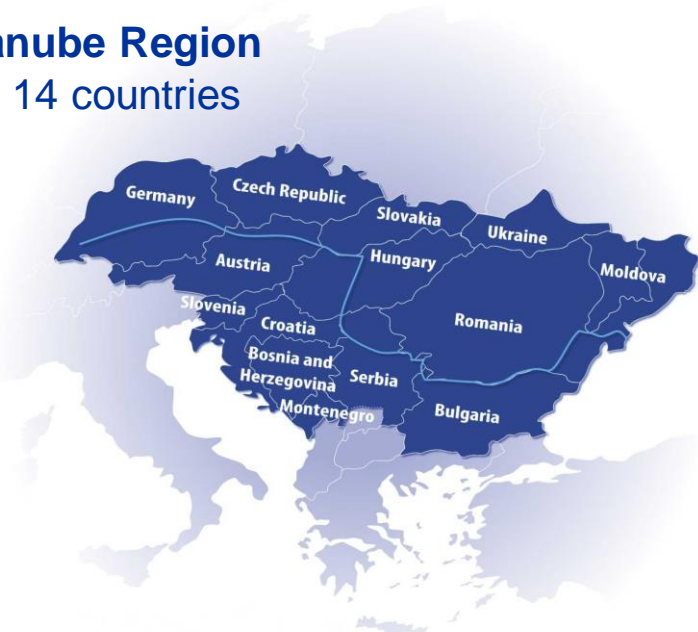 anube Region
14 countries
Germany
Czech Republic
Slovakia
Ukraine
Austria
Hungary
Moldova
Slovenia
Croatia
Romania
Bosnia and
Herzegovina
Serbia
Montenegro
Bulgaria